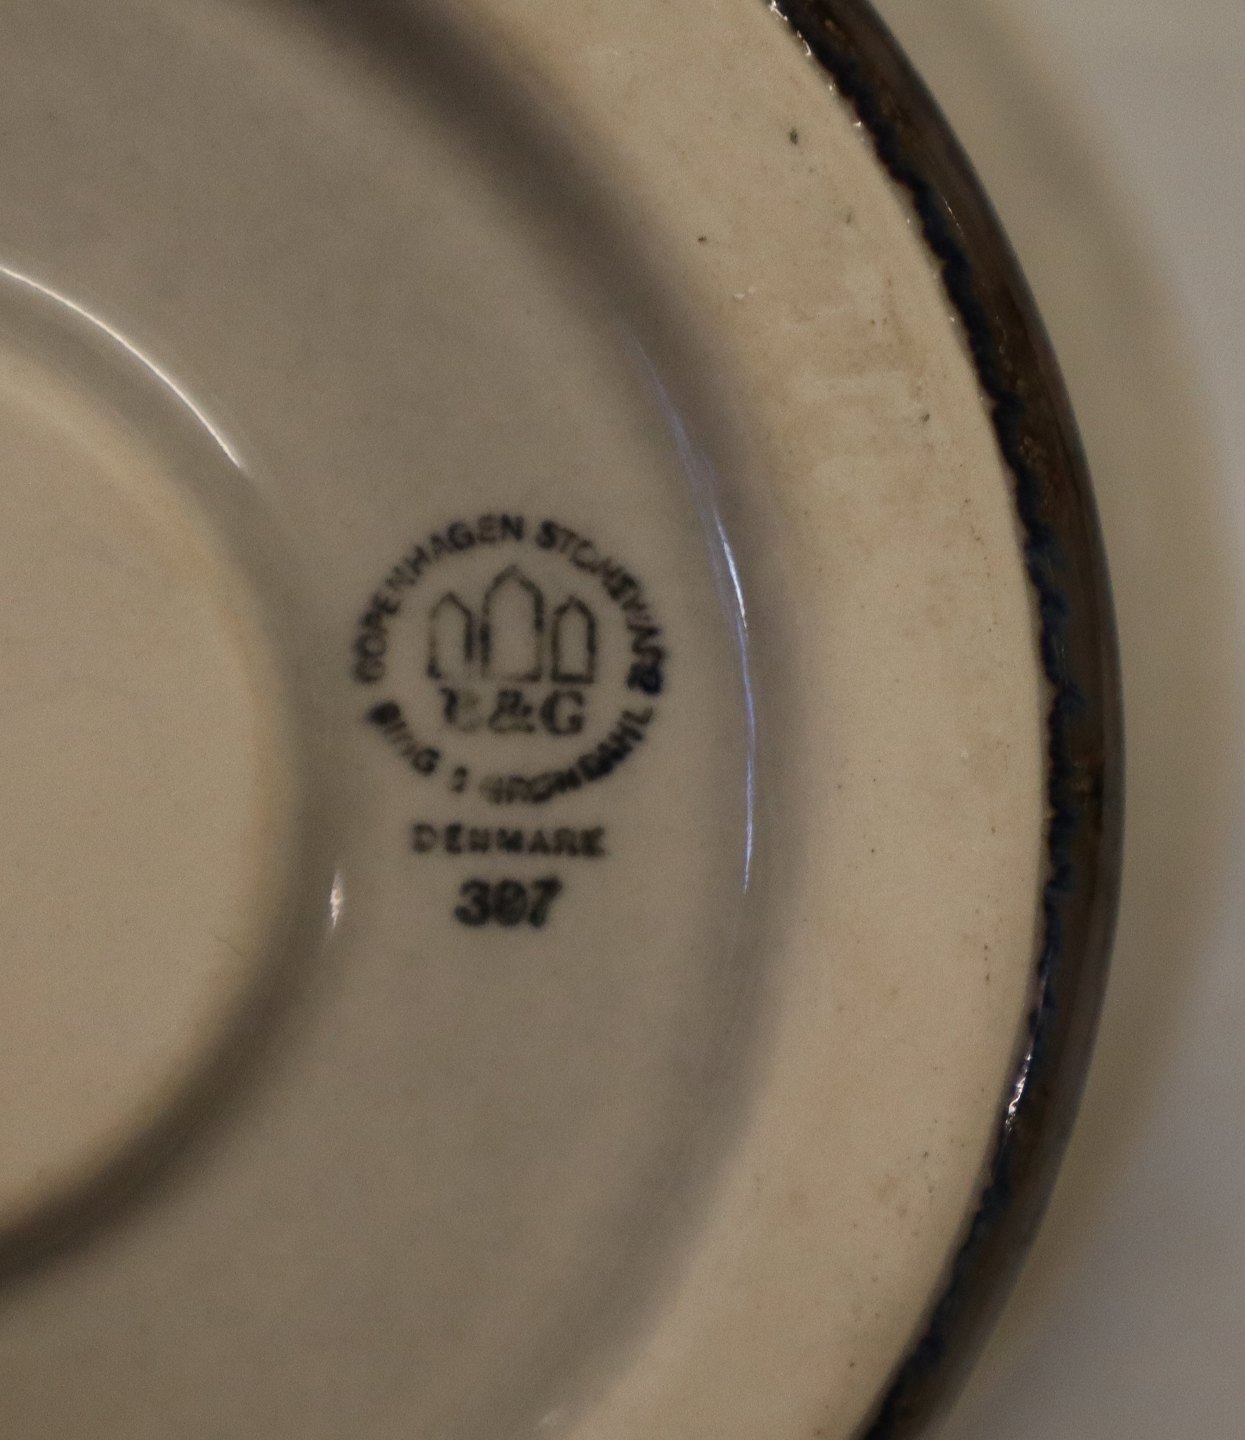 COPENHAGEN STONEWARE
B&G
BING & GRØNDAHL
DENMARK
307